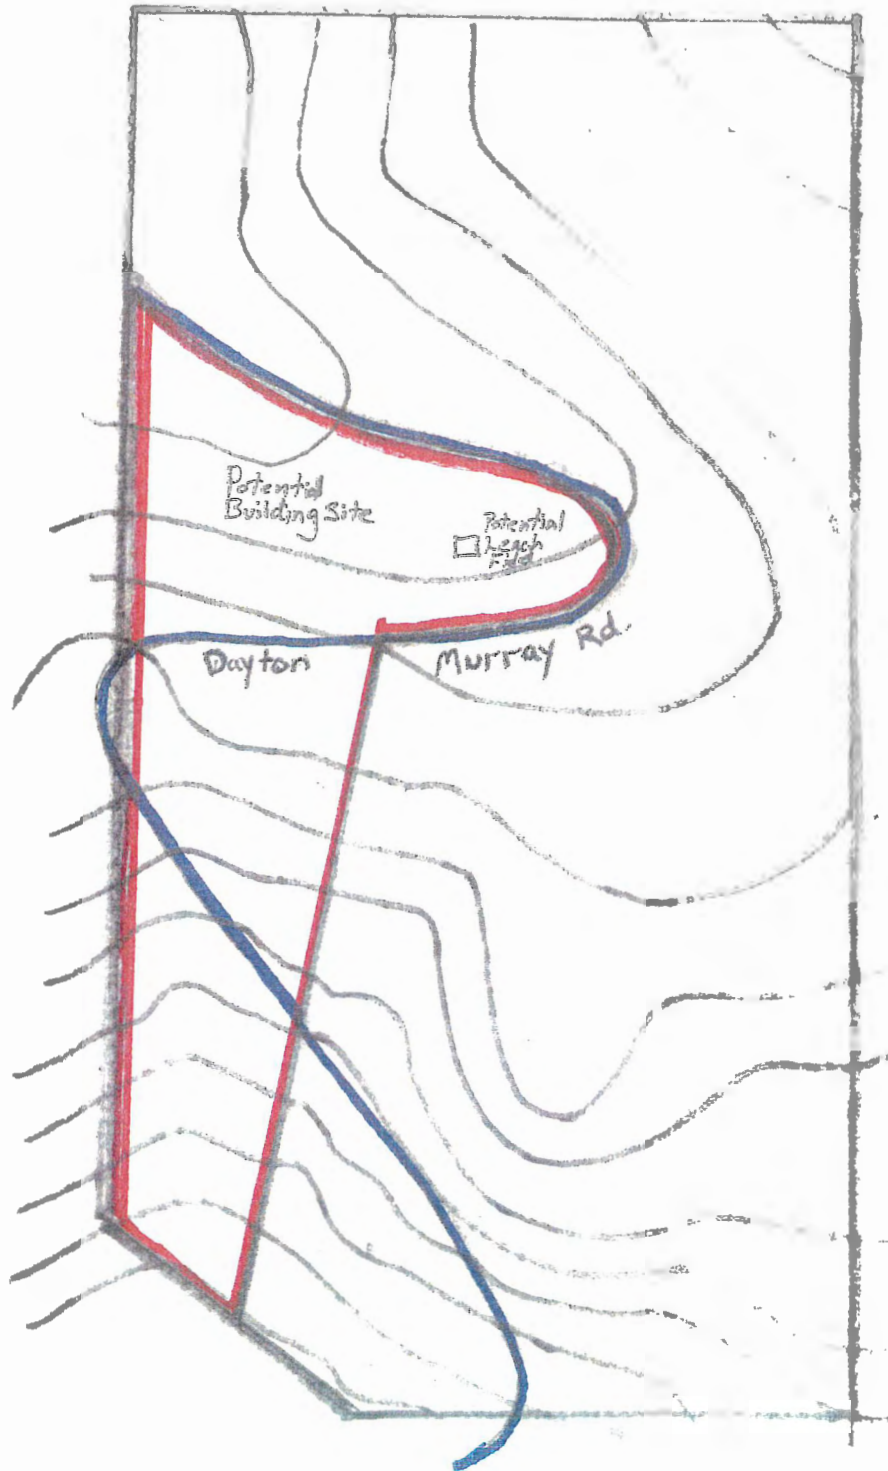 Potential
Building Site
Potential
Leach
Field
Dayton Murray Rd.